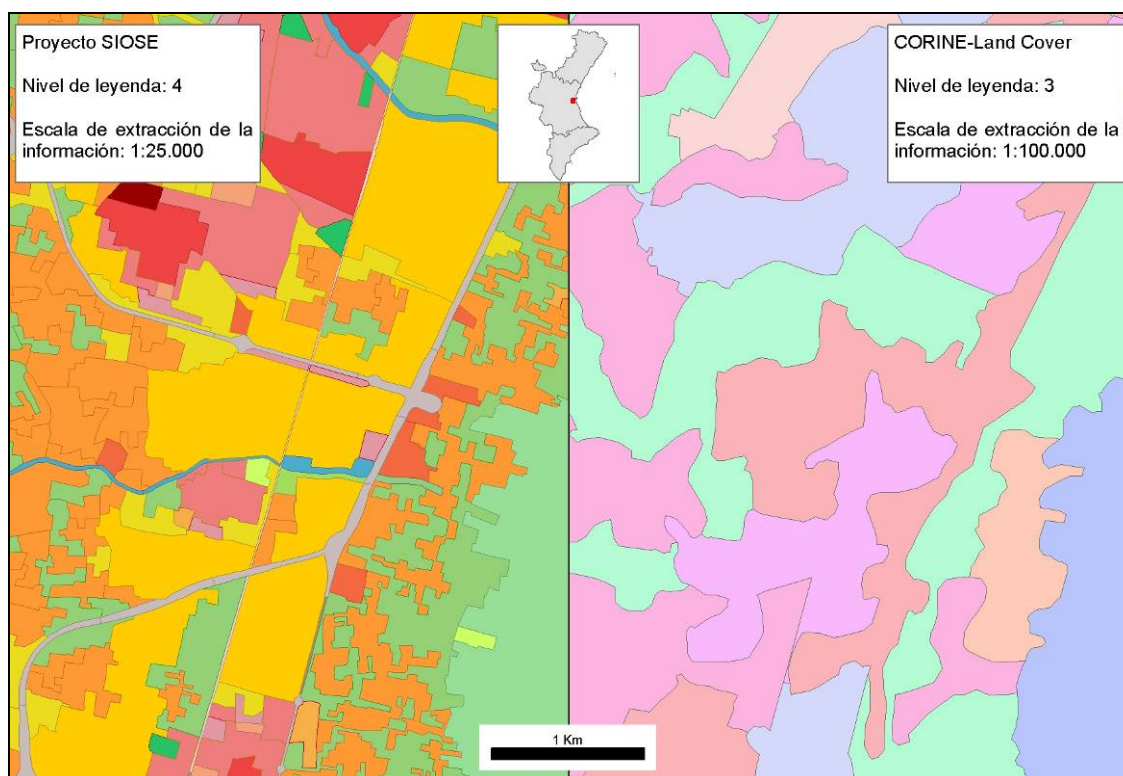 Proyecto SIOSE
Nivel de leyenda: 4
Escala de extracción de la
información: 1:25.000
CORINE-Land Cover
Nivel de leyenda: 3
Escala de extracción de la
información: 1:100.000
1 Km